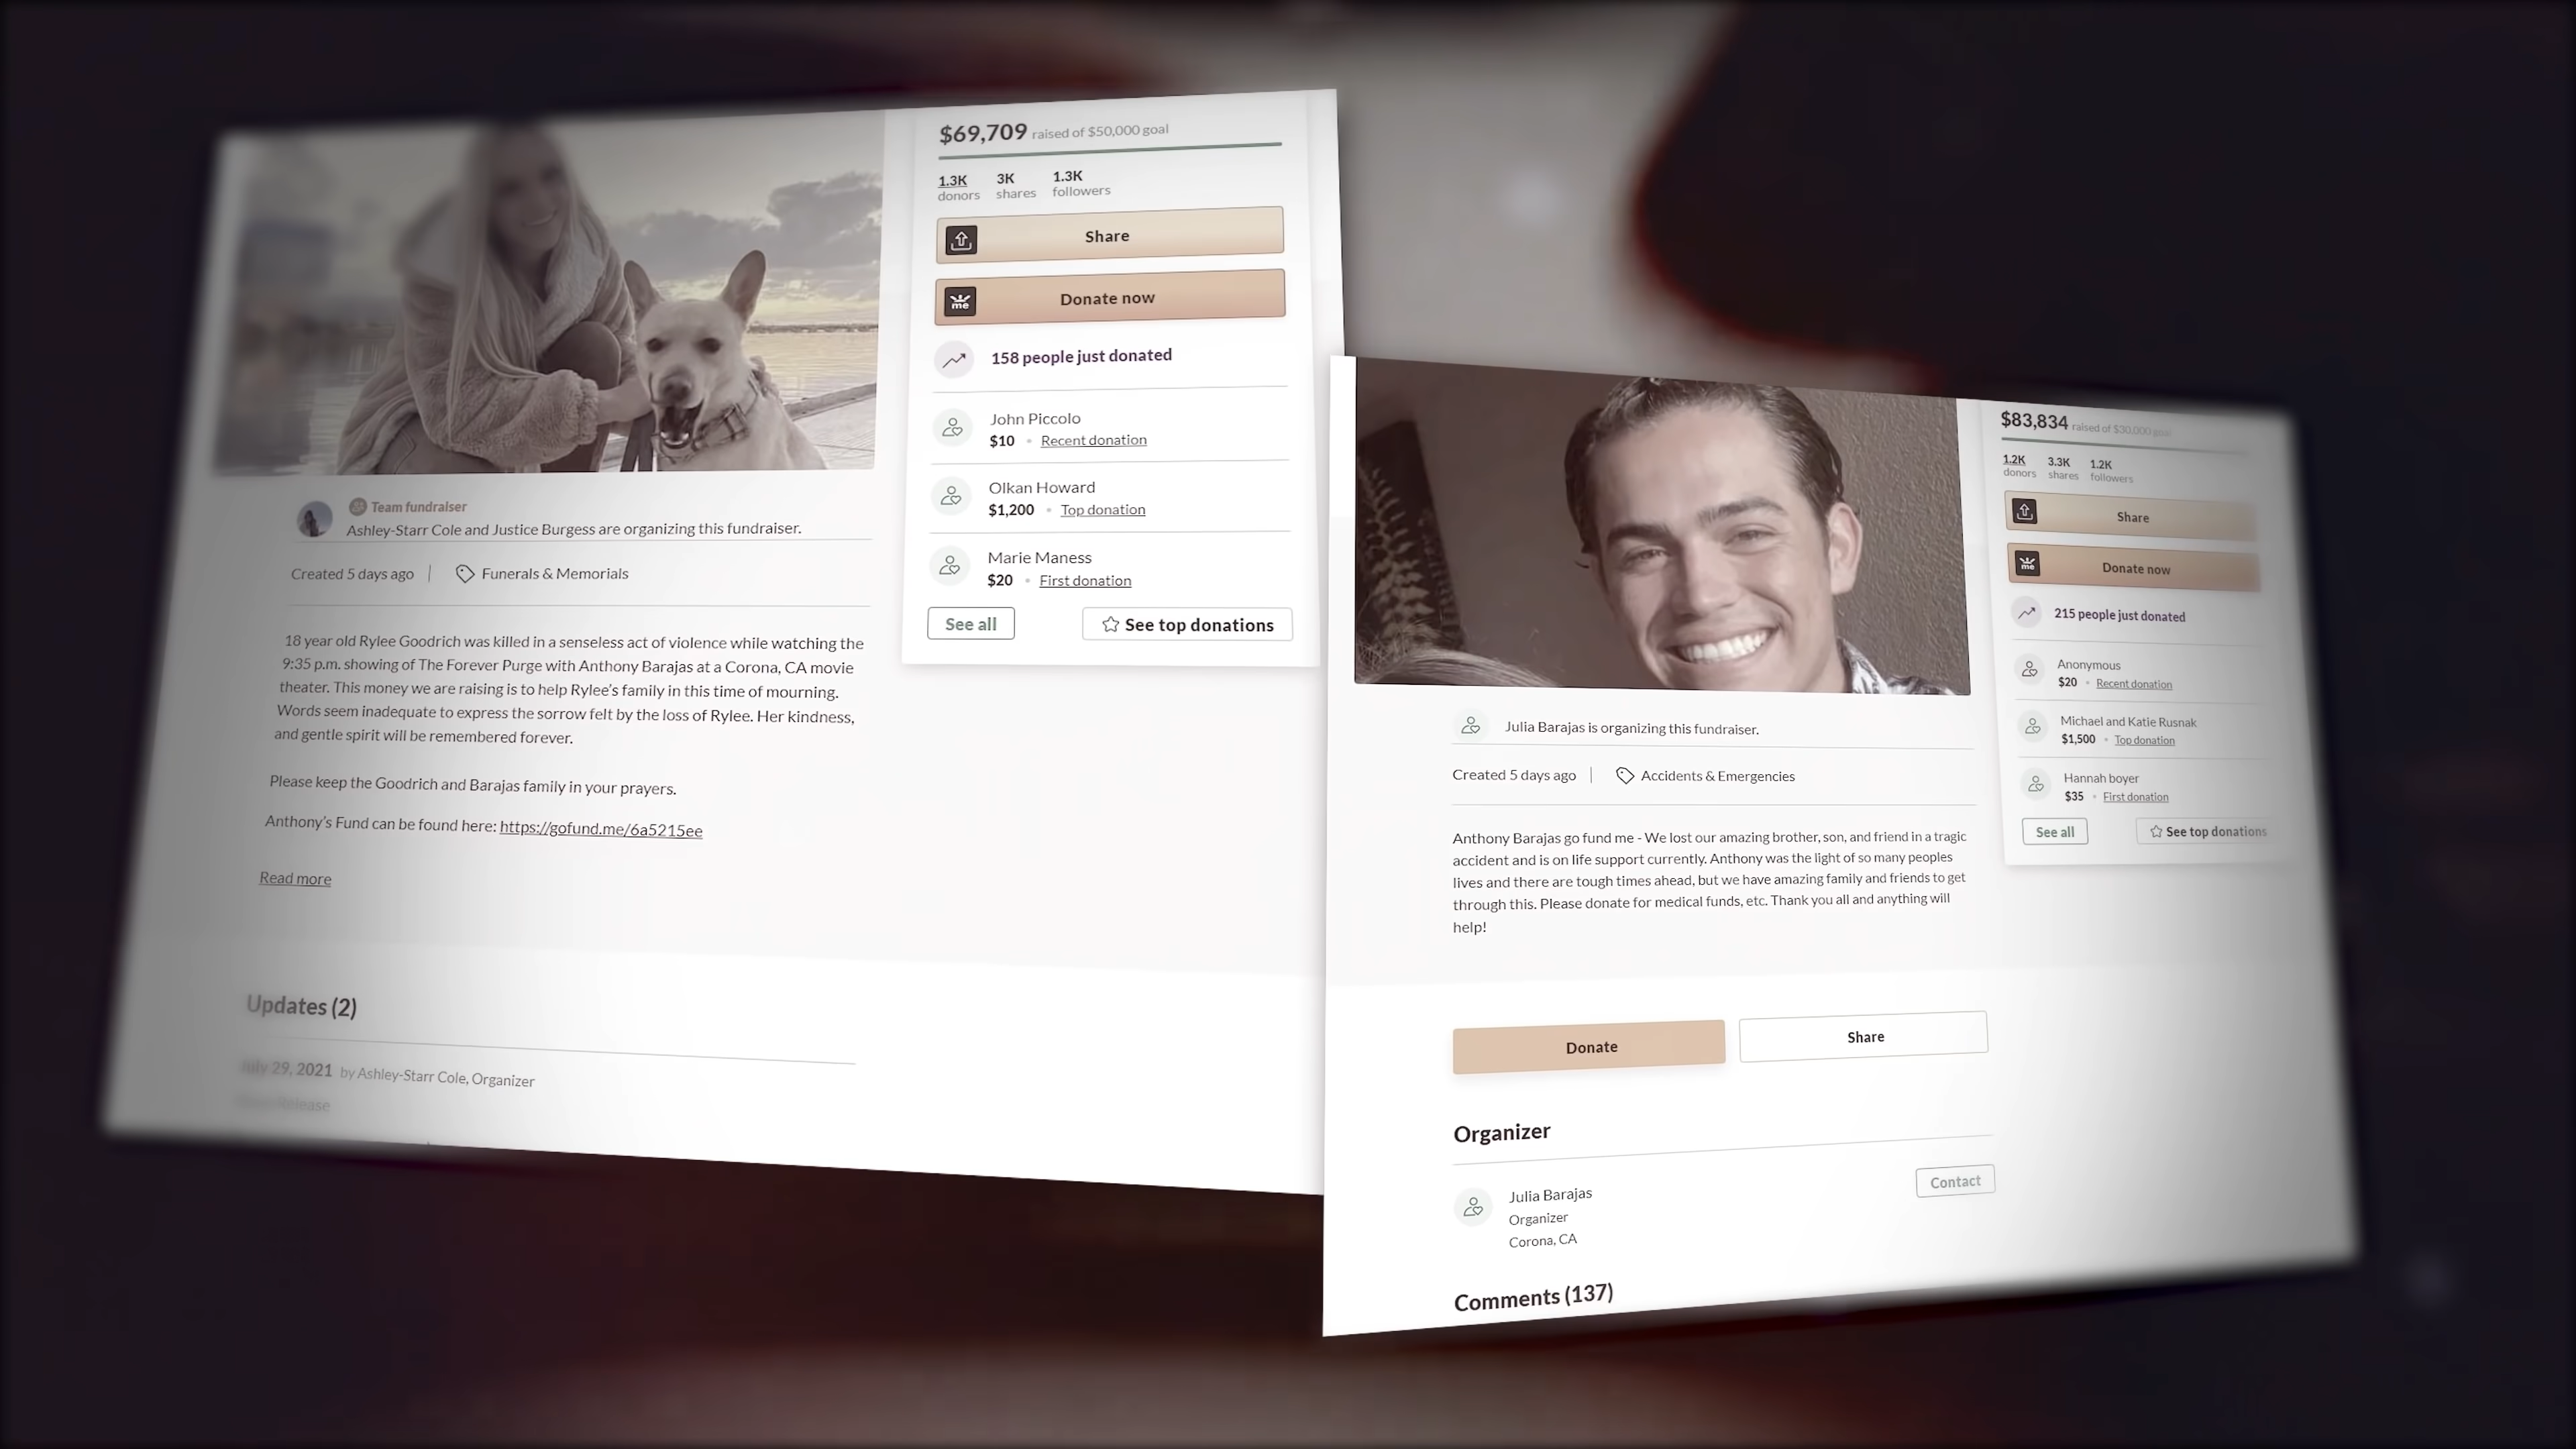 $69,709 raised of $50,000 goal
1.3K 3K 1.3K
donors shares followers
Share
me Donate now
158 people just donated
John Piccolo
$10 • Recent donation
Olkan Howard
$1,200 • Top donation
Marie Maness
$20 • First donation
See all See top donations
Team fundraiser
Ashley-Starr Cole and Justice Burgess are organizing this fundraiser.
Created 5 days ago Funerals & Memorials
18 year old Rylee Goodrich was killed in a senseless act of violence while watching the
9:35 p.m. showing of The Forever Purge with Anthony Barajas at a Corona, CA movie
theater. This money we are raising is to help Rylee's family in this time of mourning.
Words seem inadequate to express the sorrow felt by the loss of Rylee. Her kindness,
and gentle spirit will be remembered forever.
Please keep the Goodrich and Barajas family in your prayers.
Anthony's Fund can be found here: https://gofund.me/6a5215ee
Read more
Updates (2)
July 29, 2021 by Ashley-Starr Cole, Organizer
Release
$83,834 raised of $30,000 goal
1.2K 3.3K 1.2K
donors shares followers
Share
me Donate now
215 people just donated
Anonymous
$20 • Recent donation
Michael and Katie Rusnak
$1,500 • Top donation
Hannah boyer
$35 • First donation
See all See top donations
Julia Barajas is organizing this fundraiser.
Created 5 days ago Accidents & Emergencies
Anthony Barajas go fund me - We lost our amazing brother, son, and friend in a tragic
accident and is on life support currently. Anthony was the light of so many peoples
lives and there are tough times ahead, but we have amazing family and friends to get
through this. Please donate for medical funds, etc. Thank you all and anything will
help!
Donate Share
Organizer
Julia Barajas
Organizer
Corona, CA
Contact
Comments (137)